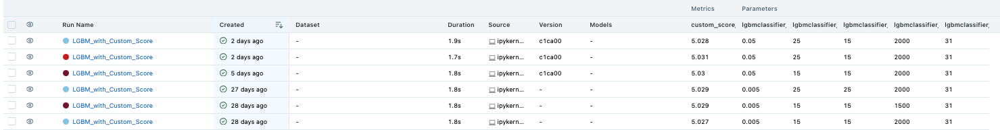 Metrics Parameters
Run Name Created Dataset Duration Source Version Models custom_score_ lgbmclassifier_ lgbmclassifier_ lgbmclassifier_ lgbmclassifier_ lgbmclassifier_
LGBM_with_Custom_Score 2 days ago - 1.9s ipykern... c1ca00 - 5.028 0.05 25 15 2000 31
LGBM_with_Custom_Score 2 days ago - 1.7s ipykern... c1ca00 - 5.031 0.05 25 15 2000 31
LGBM_with_Custom_Score 5 days ago - 1.8s ipykern... c1ca00 - 5.03 0.05 15 15 2000 31
LGBM_with_Custom_Score 27 days ago - 1.8s ipykern... - - 5.029 0.005 25 25 2000 31
LGBM_with_Custom_Score 28 days ago - 1.8s ipykern... - - 5.029 0.005 15 15 1500 31
LGBM_with_Custom_Score 28 days ago - 1.8s ipykern... - - 5.027 0.005 15 15 2000 31